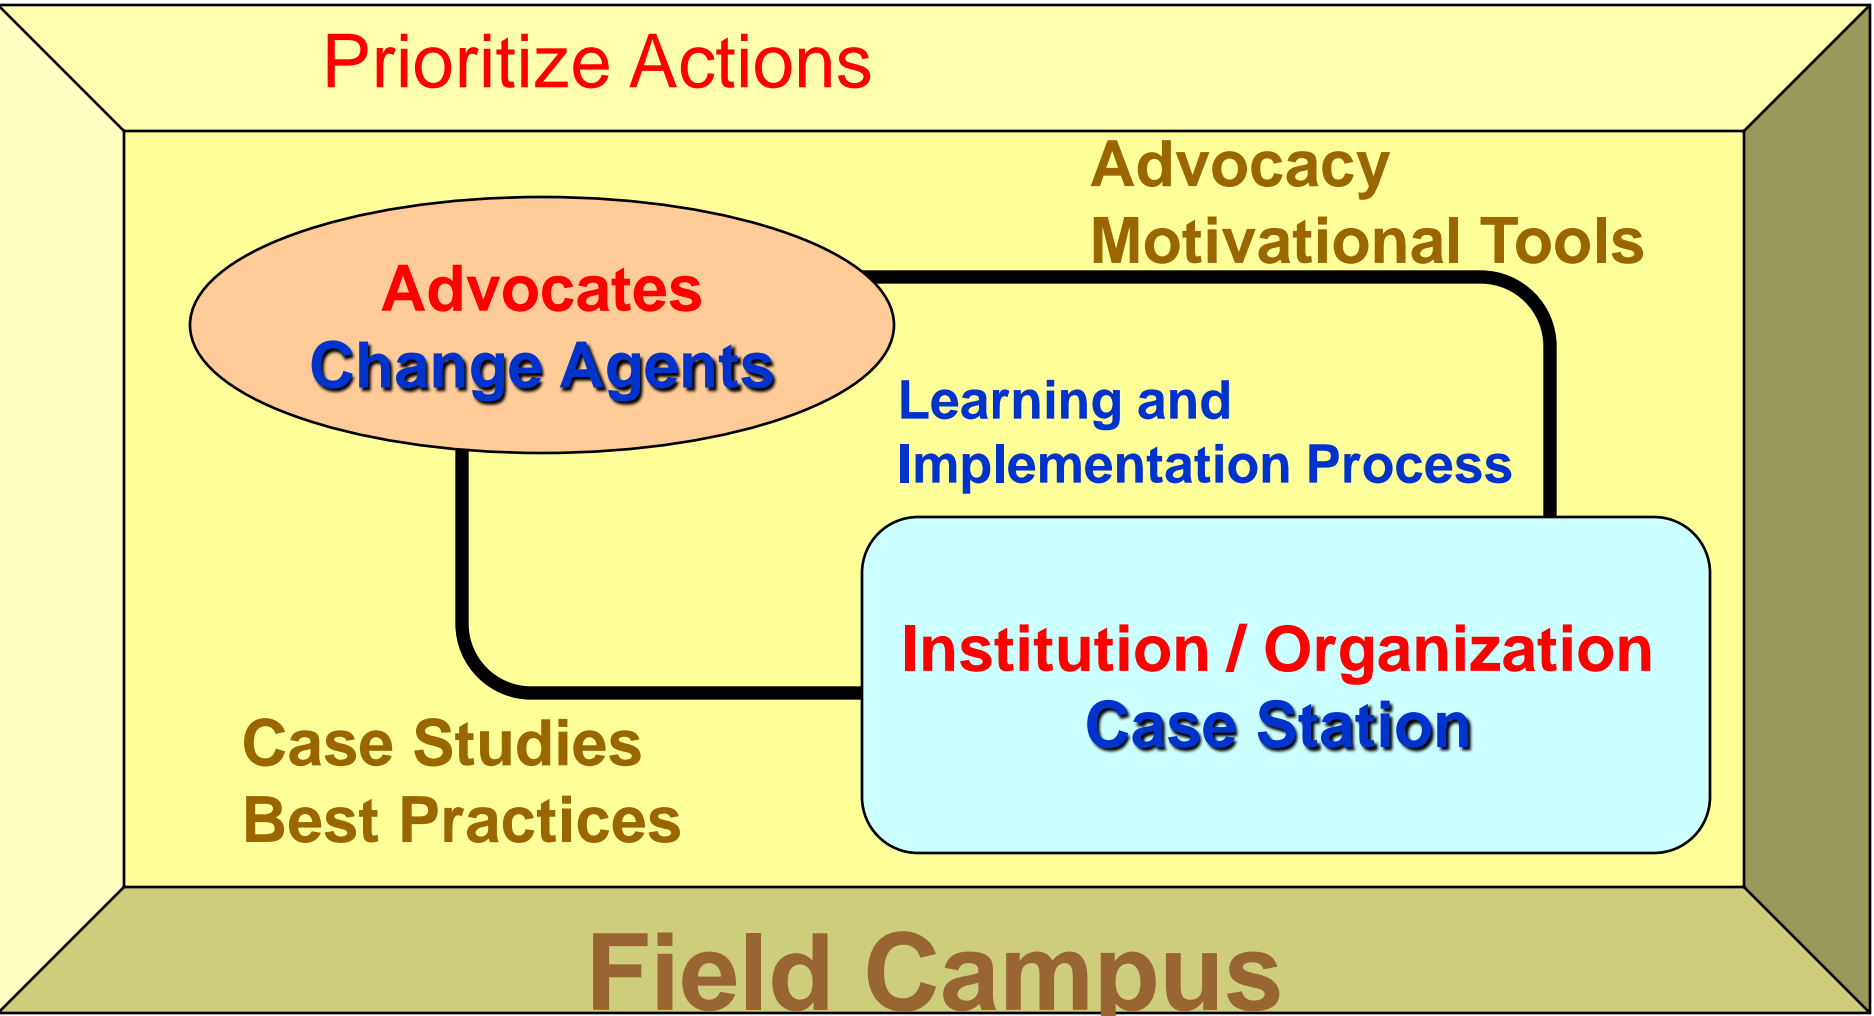 Prioritize Actions
Advocacy
Motivational Tools
Advocates
Change Agents
Learning and
Implementation Process
Institution / Organization
Case Station
Case Studies
Best Practices
Field Campus